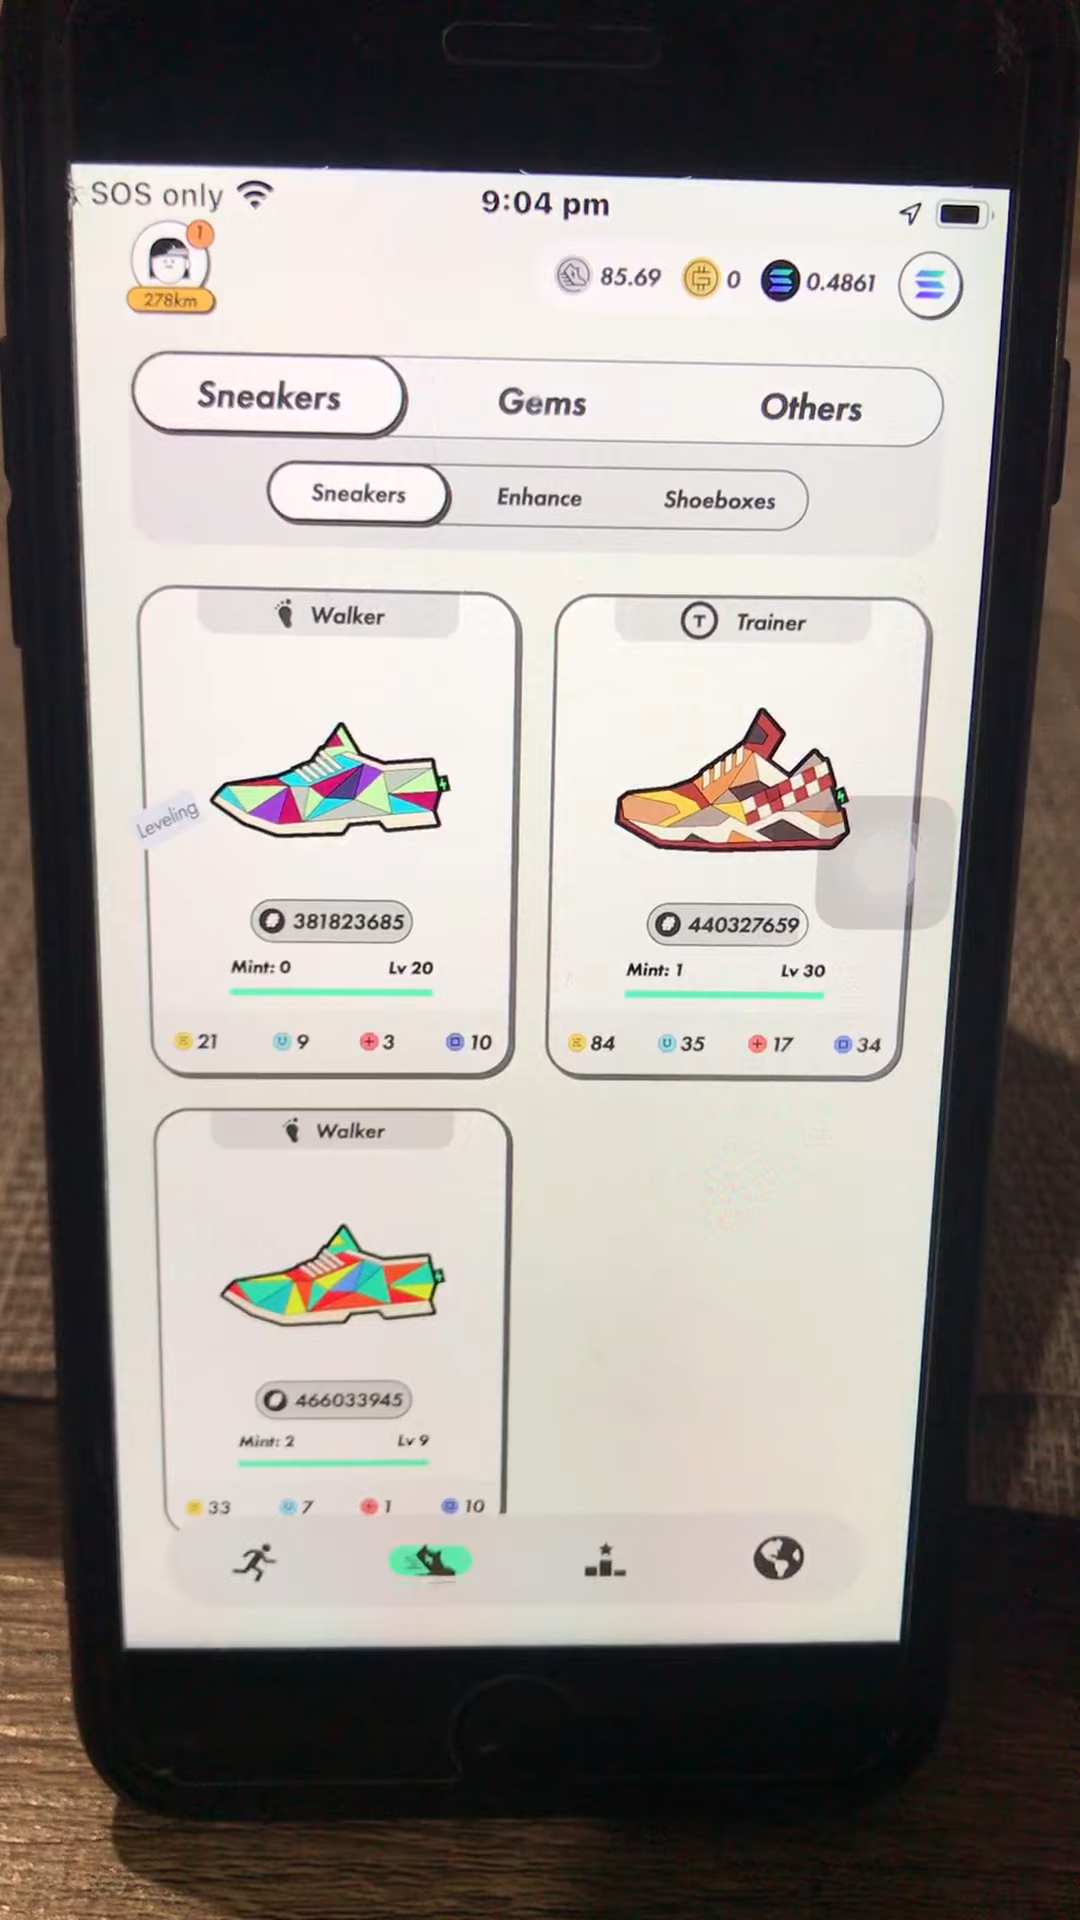 SOS only
9:04 pm
1
278km
85.69 0 0.4861
Sneakers Gems Others
Sneakers Enhance Shoeboxes
Walker
Leveling
381823685
Mint: 0 Lv 20
21 9 3 10
T Trainer
440327659
Mint: 1 Lv 30
84 35 17 34
Walker
466033945
Mint: 2 Lv 9
33 7 1 10